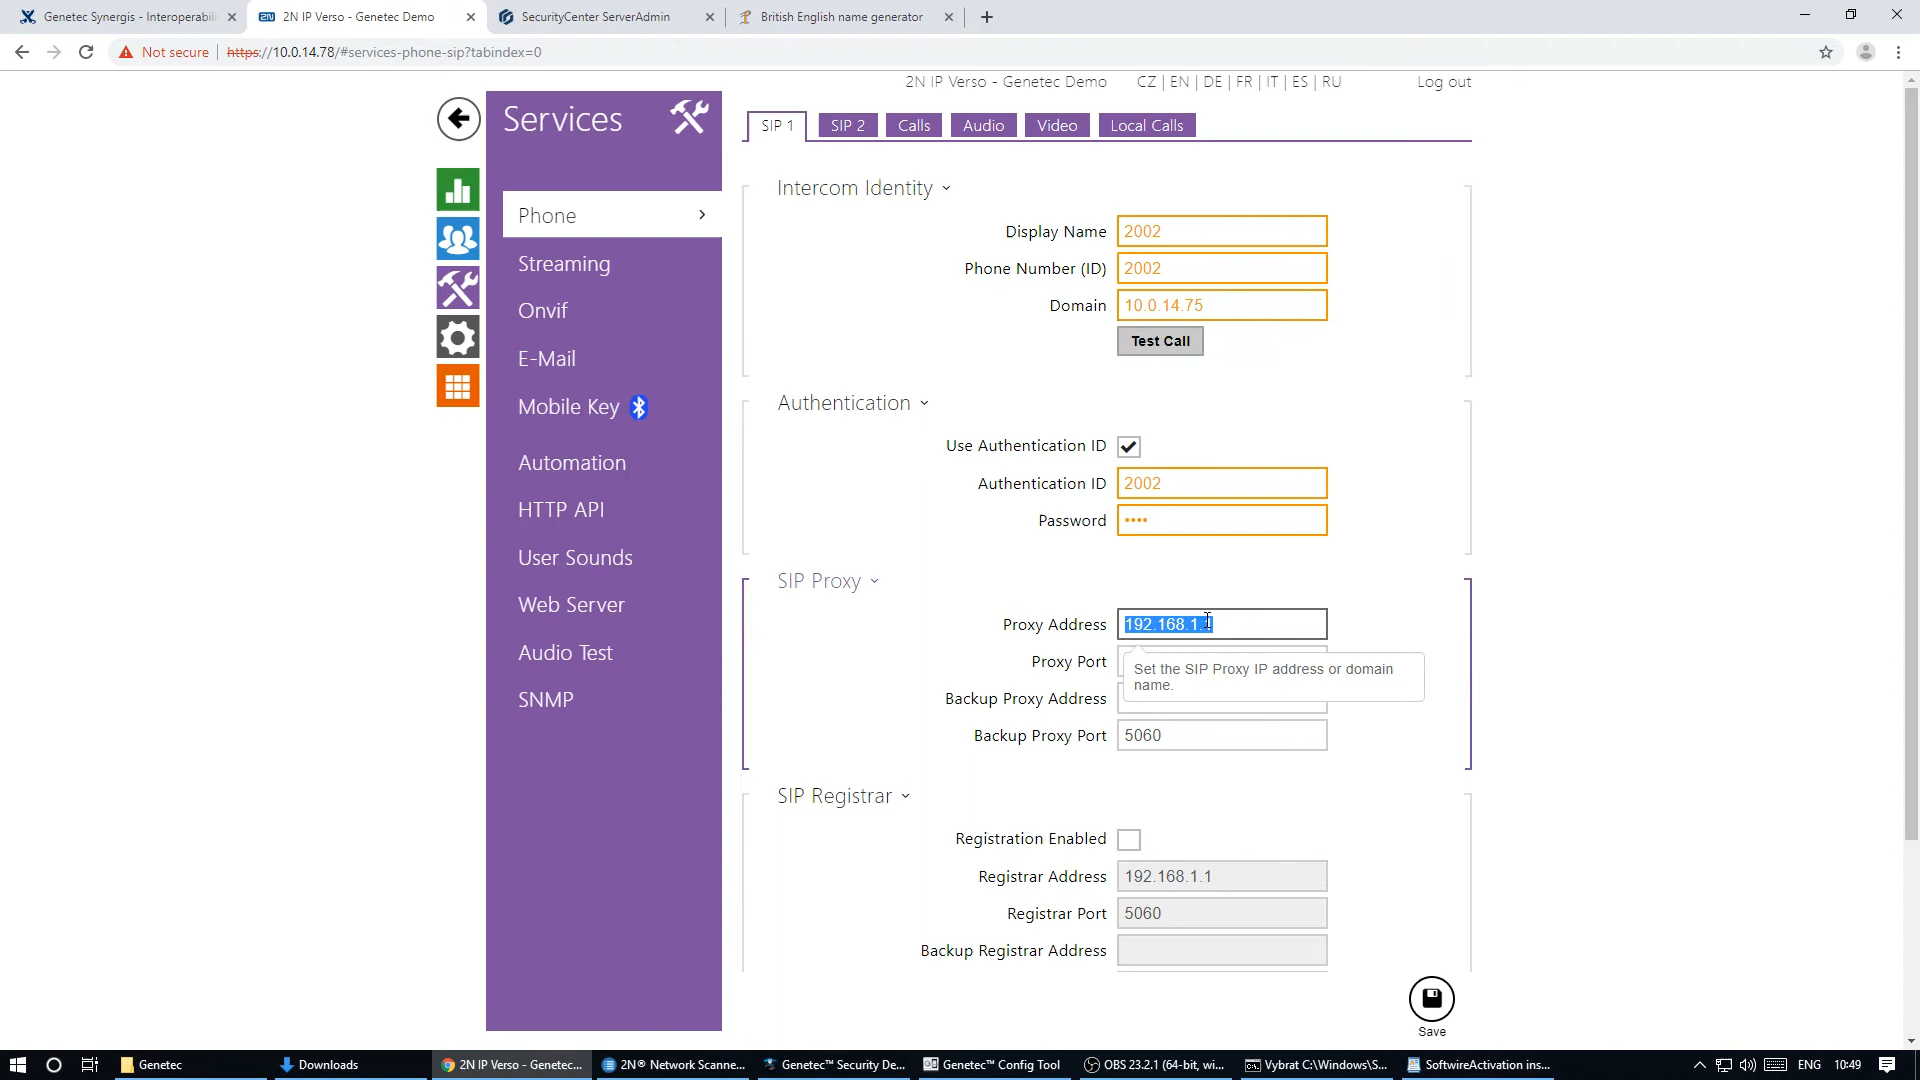 Genetec Synergis - Interoperabili
2N IP Verso - Genetec Demo
SecurityCenter ServerAdmin
British English name generator
Not secure
https://10.0.14.78/#services-phone-sip?tabindex=0
2N IP Verso - Genetec Demo
CZ | EN | DE | FR | IT | ES | RU
Log out
Services
Phone
Streaming
Onvif
E-Mail
Mobile Key
Automation
HTTP API
User Sounds
Web Server
Audio Test
SNMP
SIP 1
SIP 2
Calls
Audio
Video
Local Calls
Intercom Identity
Display Name 2002
Phone Number (ID) 2002
Domain 10.0.14.75
Test Call
Authentication
Use Authentication ID
Authentication ID 2002
Password ••••
SIP Proxy
Proxy Address 192.168.1.1
Proxy Port
Set the SIP Proxy IP address or domain
name.
Backup Proxy Address
Backup Proxy Port 5060
SIP Registrar
Registration Enabled
Registrar Address 192.168.1.1
Registrar Port 5060
Backup Registrar Address
Save
Genetec
Downloads
2N IP Verso - Genetec...
2N® Network Scanne...
Genetec™ Security De...
Genetec™ Config Tool
OBS 23.2.1 (64-bit, wi...
Vybrat C:\Windows\S...
SoftwireActivation ins...
ENG
10:49